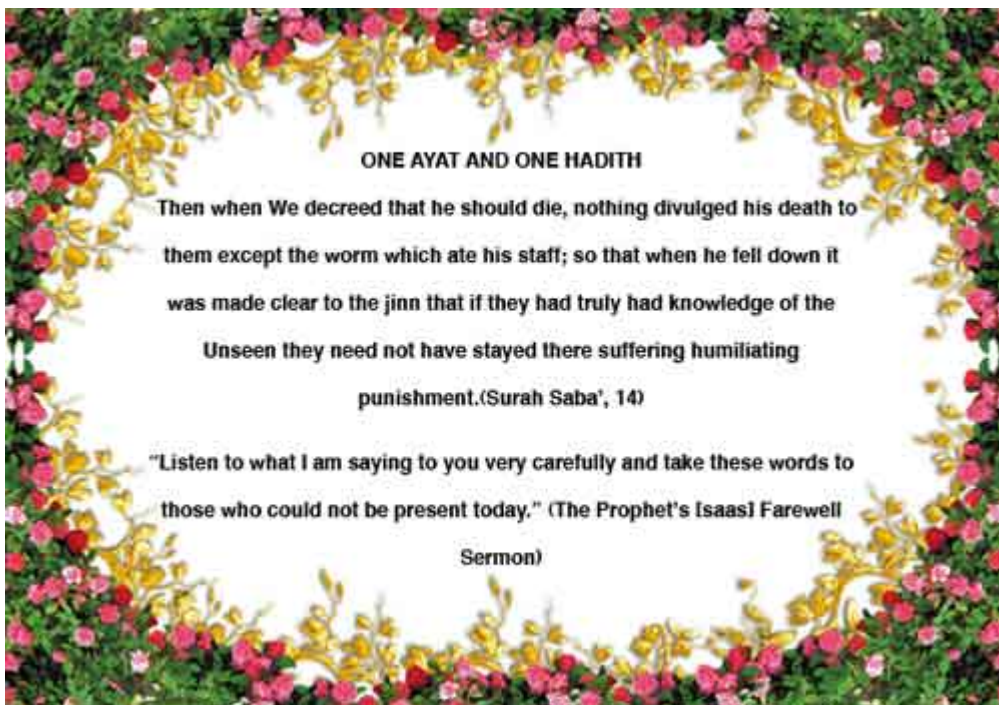 ONE AYAT AND ONE HADITH
Then when We decreed that he should die, nothing divulged his death to
them except the worm which ate his staff; so that when he fell down it
was made clear to the jinn that if they had truly had knowledge of the
Unseen they need not have stayed there suffering humiliating
punishment.(Surah Saba', 14)
"Listen to what I am saying to you very carefully and take these words to
those who could not be present today." (The Prophet's [saas] Farewell
Sermon)